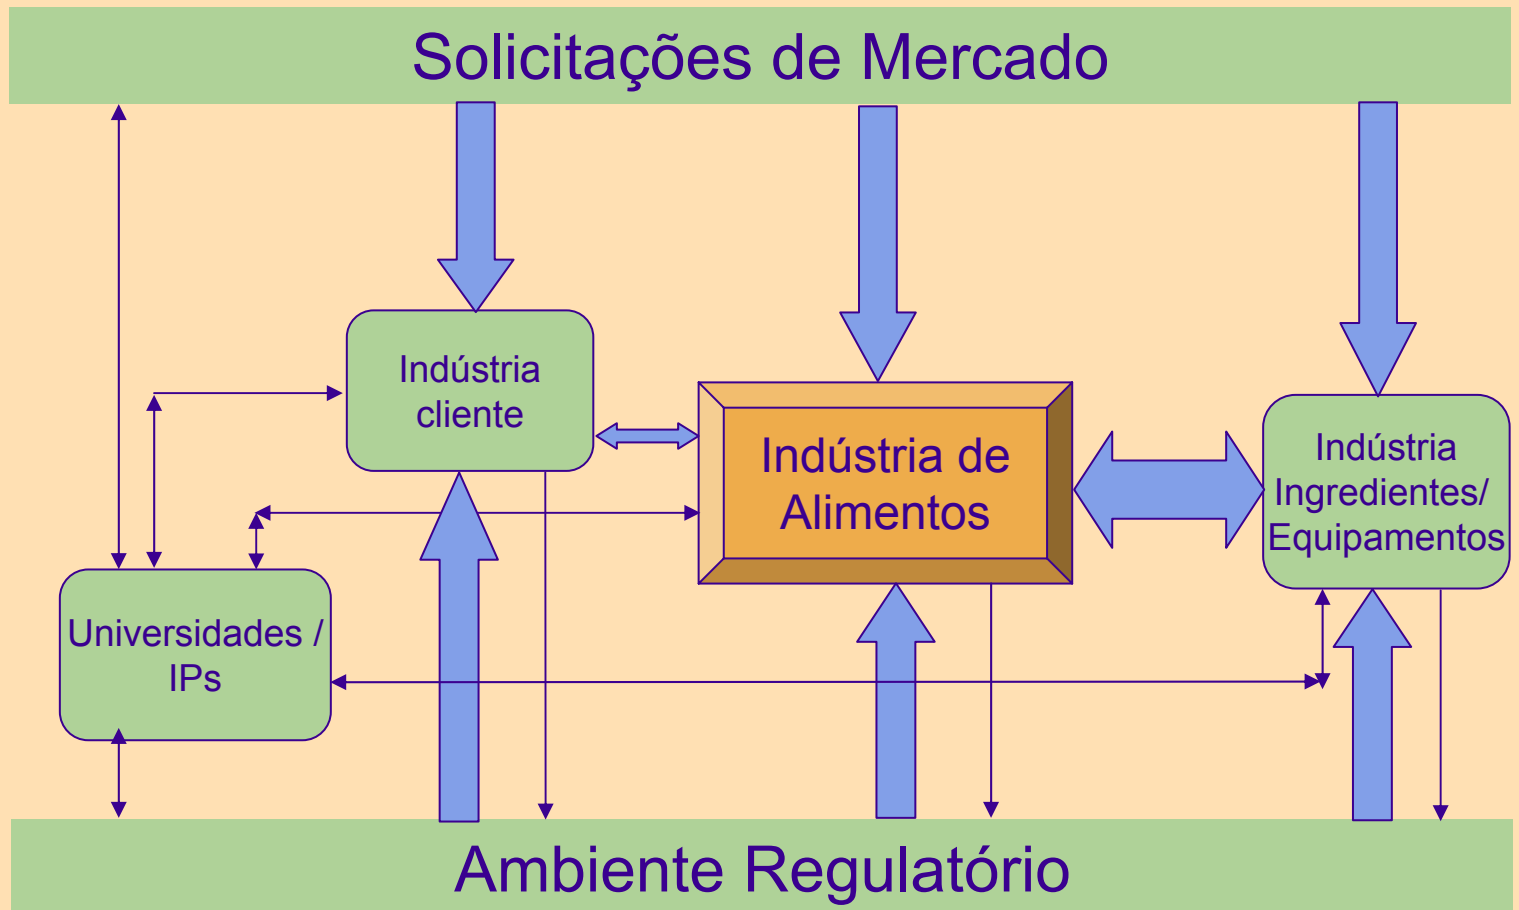 Solicitações de Mercado
Indústria
cliente
Indústria de
Alimentos
Indústria
Ingredientes/
Equipamentos
Universidades /
IPs
Ambiente Regulatório